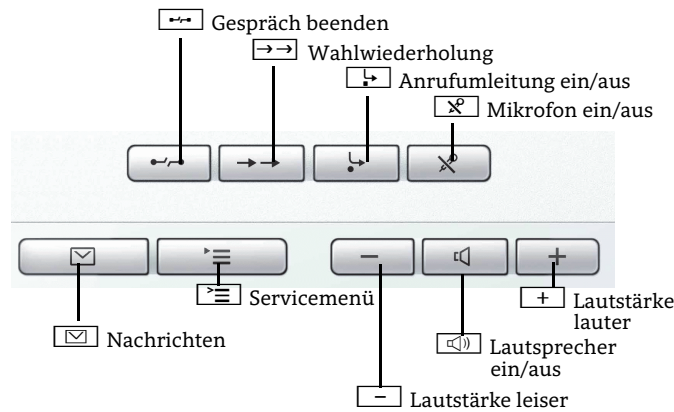 Gespräch beenden
Wahlwiederholung
Anrufumleitung ein/aus
Mikrofon ein/aus
Servicemenü
Lautstärke
lauter
Nachrichten
Lautsprecher
ein/aus
Lautstärke leiser